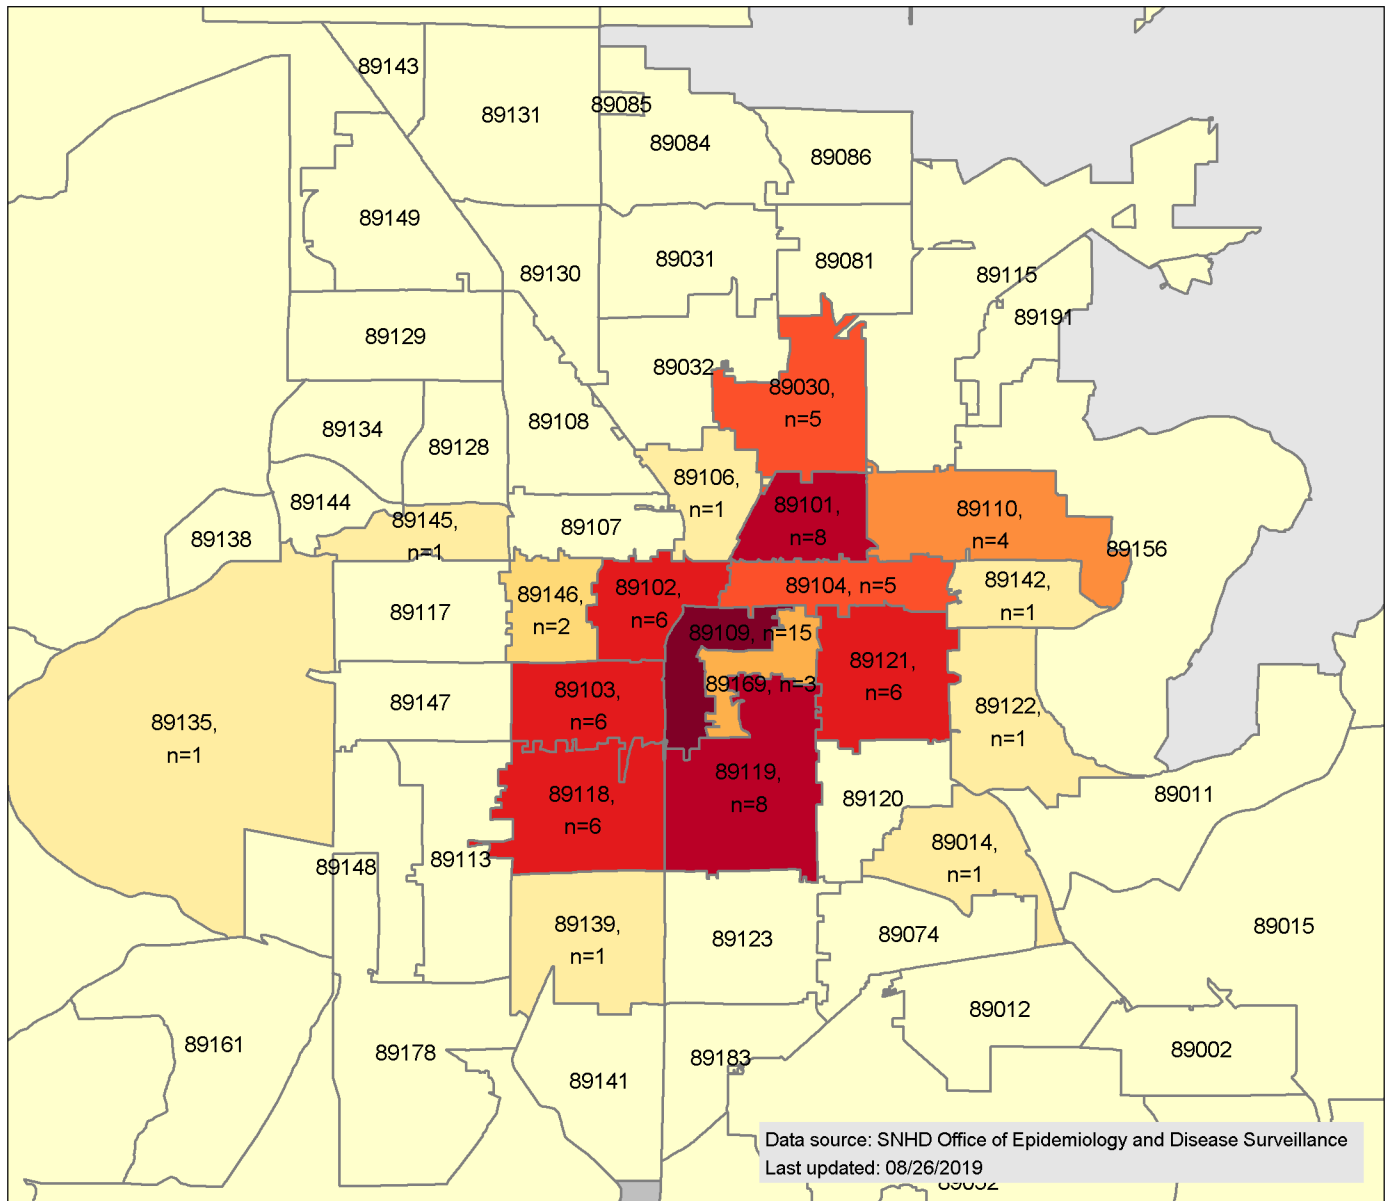 89143
89085
89131
89084
89086
89149
89130
89031
89081
89115
89191
89129
89032
89030,
n=5
89134
89128
89108
89144
89106,
n=1
89101,
n=8
89110,
n=4
89138
89145,
n=1
89107
89156
89117
89146,
n=2
89102,
n=6
89104, n=5
89142,
n=1
89109, n=15
89121,
n=6
89135,
n=1
89147
89103,
n=6
89169, n=3
89122,
n=1
89118,
n=6
89119,
n=8
89120
89011
89148
89113
89014,
n=1
89139,
n=1
89123
89074
89015
89012
89161
89178
89141
89183
89002
Data source: SNHD Office of Epidemiology and Disease Surveillance
Last updated: 08/26/2019
89052